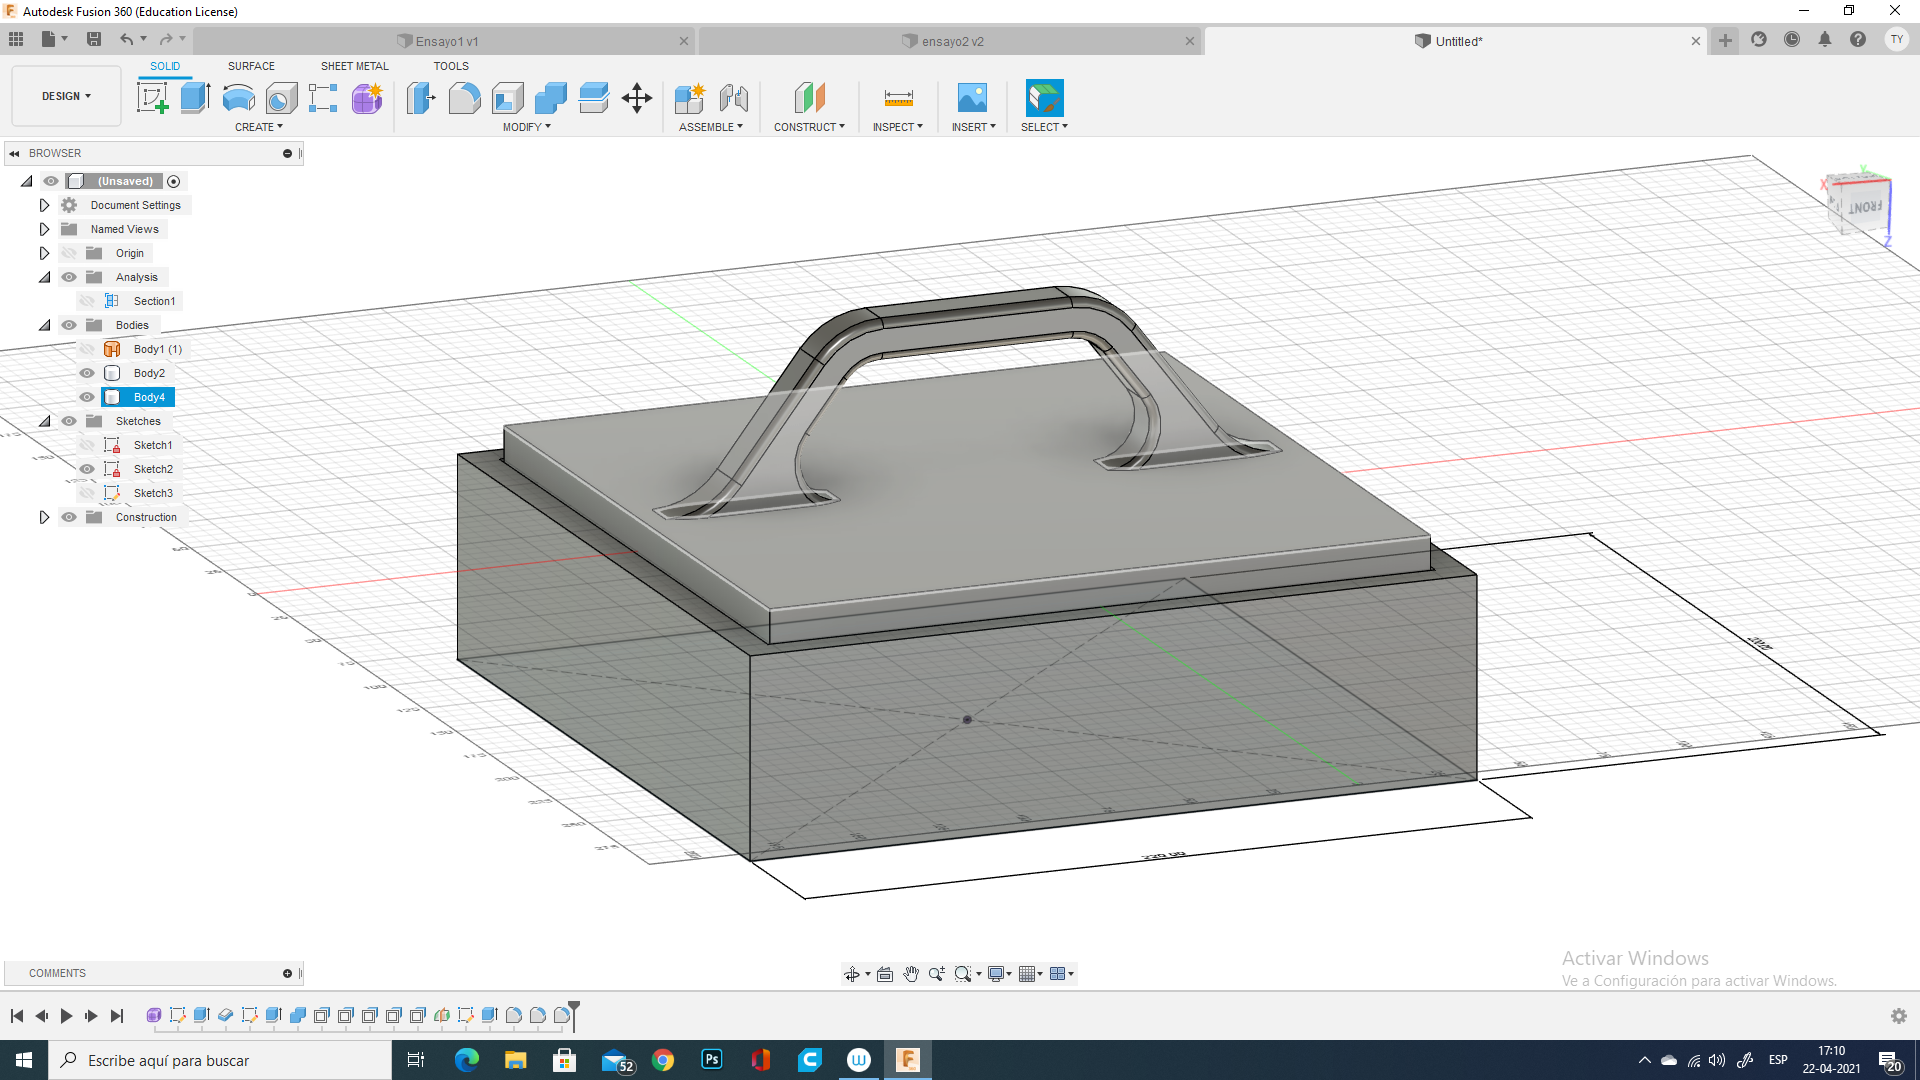 Autodesk Fusion 360 (Education License)
Ensayo1 v1
ensayo2 v2
Untitled*
TY
DESIGN
SOLID SURFACE SHEET METAL TOOLS
CREATE MODIFY ASSEMBLE CONSTRUCT INSPECT INSERT SELECT
BROWSER
(Unsaved)
Document Settings
Named Views
Origin
Analysis
Section1
Bodies
Body1 (1)
Body2
Body4
Sketches
Sketch1
Sketch2
Sketch3
Construction
X
Y
Z
FRONT
220.00
COMMENTS
Activar Windows
Ve a Configuración para activar Windows.
Escribe aquí para buscar
52
Ps
ESP
17:10
22-04-2021
20